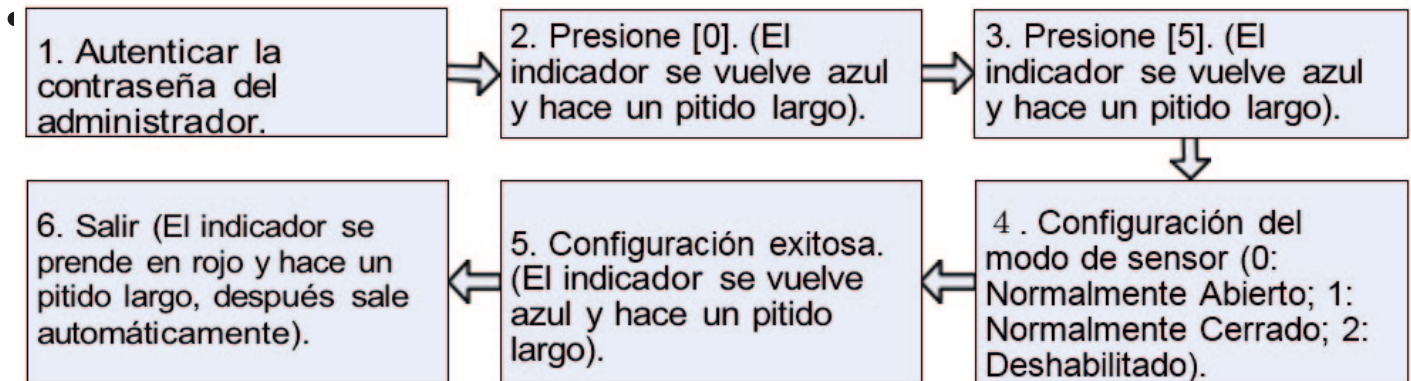 1. Autenticar la
contraseña del
administrador.
2. Presione [0]. (El
indicador se vuelve azul
y hace un pitido largo).
3. Presione [5]. (El
indicador se vuelve azul
y hace un pitido largo).
4 . Configuración del
modo de sensor (0:
Normalmente Abierto; 1:
Normalmente Cerrado; 2:
Deshabilitado).
5. Configuración exitosa.
(El indicador se vuelve
azul y hace un pitido
largo).
6. Salir (El indicador se
prende en rojo y hace un
pitido largo, después sale
automáticamente).